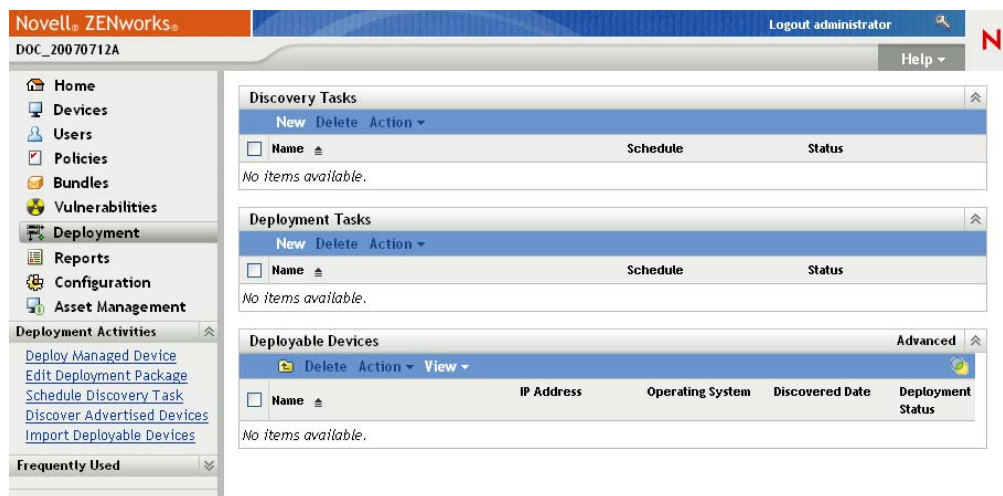 Novell® ZENworks®
Logout administrator
N
DOC_20070712A
Help
Home
Devices
Users
Policies
Bundles
Vulnerabilities
Deployment
Reports
Configuration
Asset Management
Deployment Activities
Deploy Managed Device
Edit Deployment Package
Schedule Discovery Task
Discover Advertised Devices
Import Deployable Devices
Frequently Used
Discovery Tasks
New Delete Action
Name Schedule Status
No items available.
Deployment Tasks
New Delete Action
Name Schedule Status
No items available.
Deployable Devices Advanced
Delete Action View
Name IP Address Operating System Discovered Date Deployment
Status
No items available.